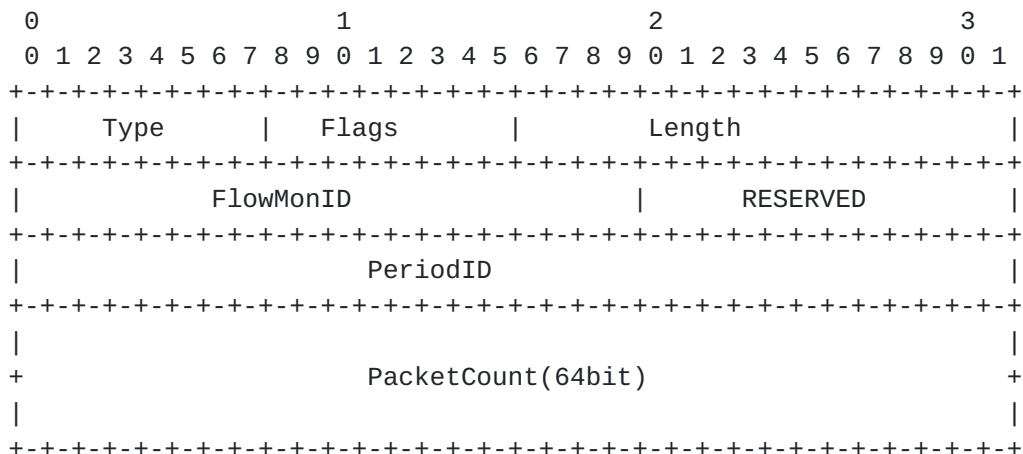 0                   1                   2                   3
0 1 2 3 4 5 6 7 8 9 0 1 2 3 4 5 6 7 8 9 0 1 2 3 4 5 6 7 8 9 0 1
+-+-+-+-+-+-+-+-+-+-+-+-+-+-+-+-+-+-+-+-+-+-+-+-+-+-+-+-+-+-+-+-+
|     Type      |   Flags       |        Length                 |
+-+-+-+-+-+-+-+-+-+-+-+-+-+-+-+-+-+-+-+-+-+-+-+-+-+-+-+-+-+-+-+-+
|            FlowMonID                  |      RESERVED         |
+-+-+-+-+-+-+-+-+-+-+-+-+-+-+-+-+-+-+-+-+-+-+-+-+-+-+-+-+-+-+-+-+
|                      PeriodID                                 |
+-+-+-+-+-+-+-+-+-+-+-+-+-+-+-+-+-+-+-+-+-+-+-+-+-+-+-+-+-+-+-+-+
|                                                               |
+                      PacketCount(64bit)                       +
|                                                               |
+-+-+-+-+-+-+-+-+-+-+-+-+-+-+-+-+-+-+-+-+-+-+-+-+-+-+-+-+-+-+-+-+